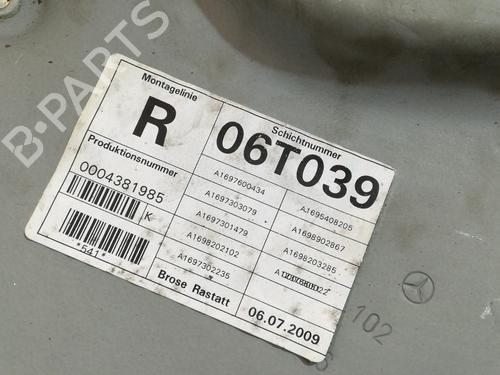 Montagelinie
R
Schichtnummer
06T039
Produktionsnummer
0004381985
K
*541*
A1697600434
A1697303079
A1697301479
A1698202102
A1697302235
A1695408205
A1698902867
A1698203285
Brose Rastatt
06.07.2009
102
B-PARTS